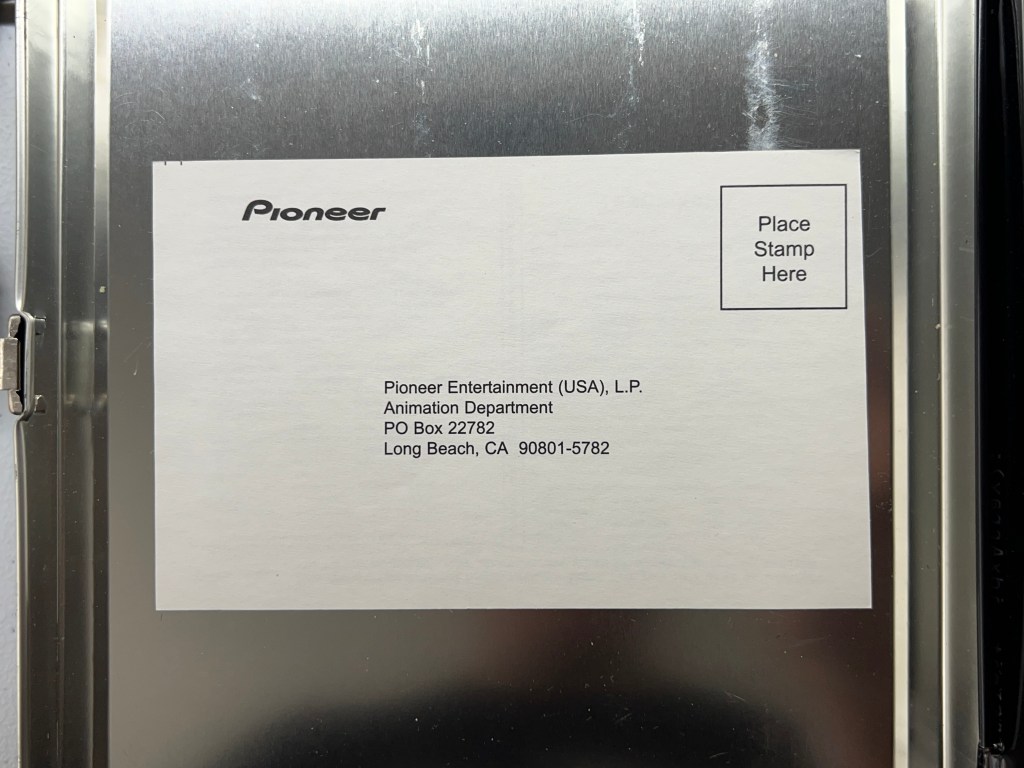 Pioneer
Place
Stamp
Here
Pioneer Entertainment (USA), L.P.
Animation Department
PO Box 22782
Long Beach, CA  90801-5782